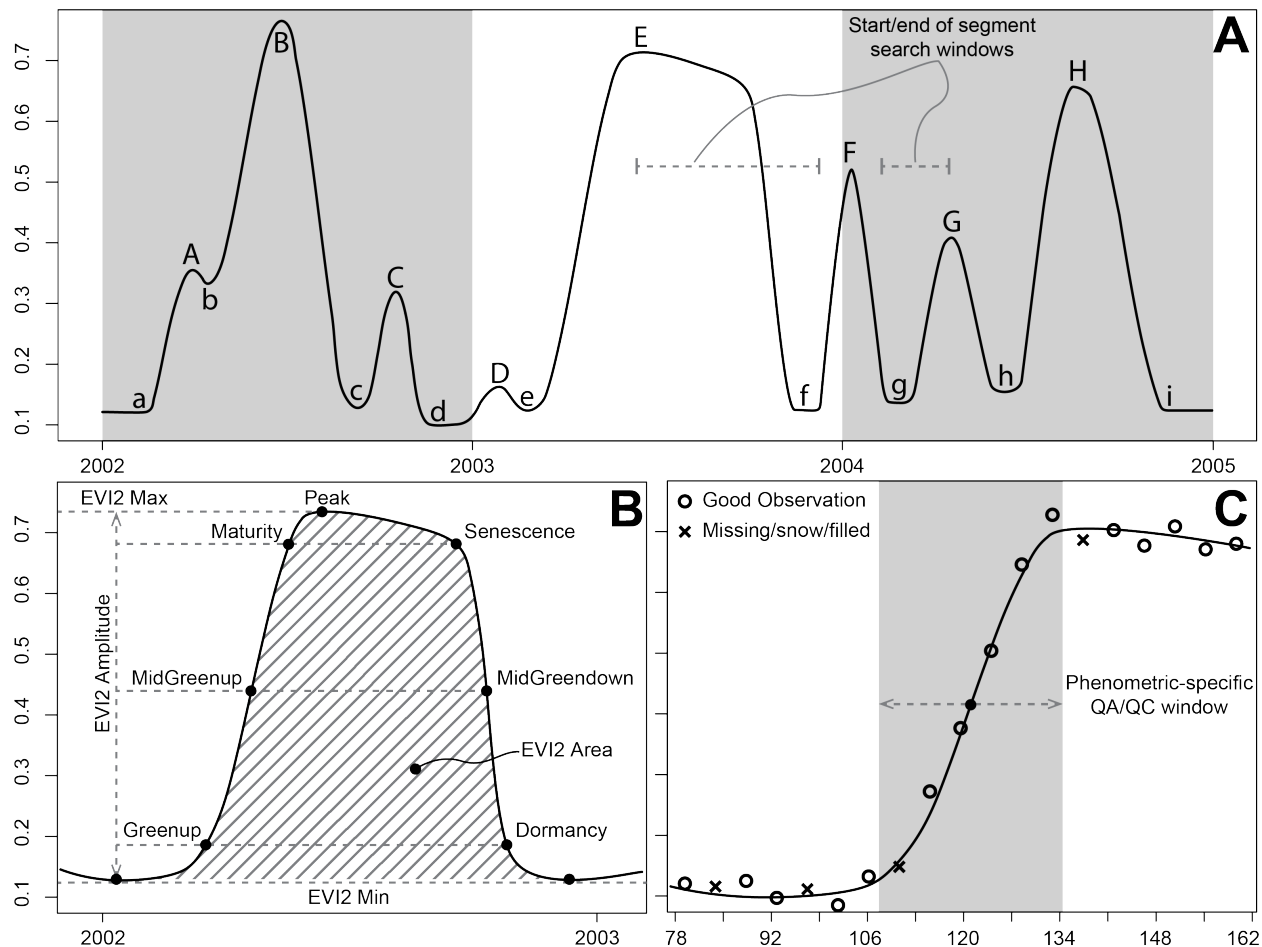 A
Start/end of segment
search windows
0.7
0.6
0.5
0.4
0.3
0.2
0.1
A
B
C
D
E
F
G
H
a
b
c
d
e
f
g
h
i
2002
2003
2004
2005
B
EVI2 Max
Peak
Maturity
Senescence
EVI2 Amplitude
MidGreenup
MidGreendown
EVI2 Area
Greenup
Dormancy
EVI2 Min
0.7
0.6
0.5
0.4
0.3
0.2
0.1
2002
2003
C
Good Observation
Missing/snow/filled
Phenometric-specific
QA/QC window
78
92
106
120
134
148
162